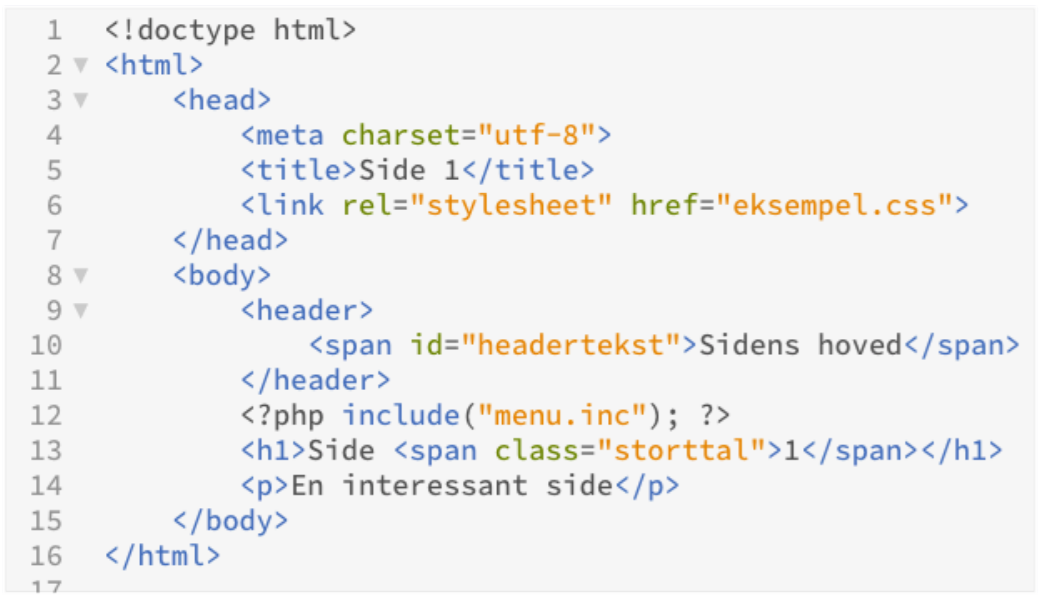 1 <!doctype html>
2 <html>
3 <head>
4 <meta charset="utf-8">
5 <title>Side 1</title>
6 <link rel="stylesheet" href="eksempel.css">
7 </head>
8 <body>
9 <header>
10 <span id="headertekst">Sidens hoved</span>
11 </header>
12 <?php include("menu.inc"); ?>
13 <h1>Side <span class="storttal">1</span></h1>
14 <p>En interessant side</p>
15 </body>
16 </html>
17